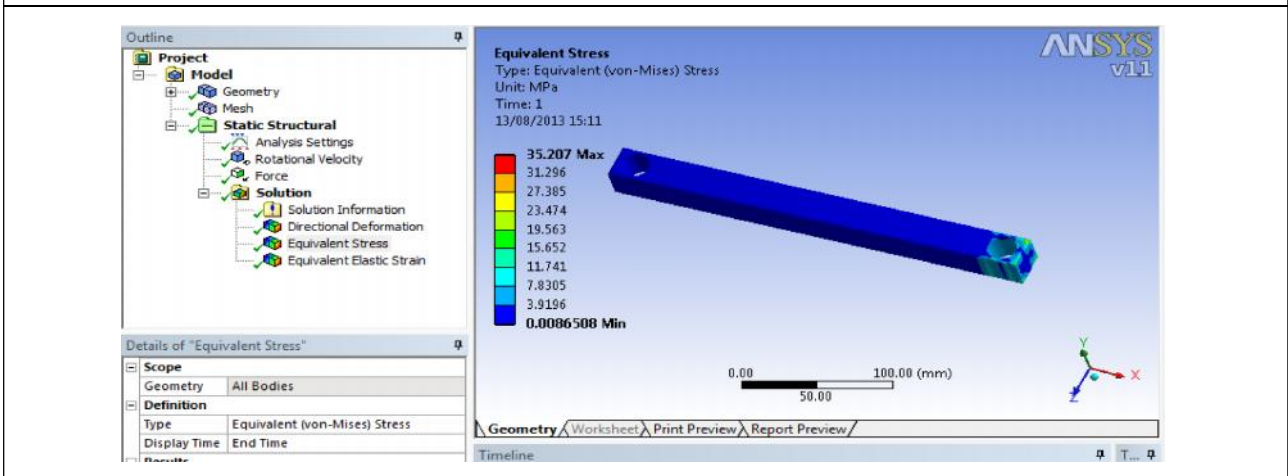 Outline
Project
Model
Geometry
Mesh
Static Structural
Analysis Settings
Rotational Velocity
Force
Solution
Solution Information
Directional Deformation
Equivalent Stress
Equivalent Elastic Strain
Details of "Equivalent Stress"
Scope
Geometry All Bodies
Definition
Type Equivalent (von-Mises) Stress
Display Time End Time
Results
Equivalent Stress
Type: Equivalent (von-Mises) Stress
Unit: MPa
Time: 1
13/08/2013 15:11
35.207 Max
31.296
27.385
23.474
19.563
15.652
11.741
7.8305
3.9196
0.0086508 Min
ANSYS
v11
0.00 100.00 (mm)
50.00
Y
X
Z
Geometry Worksheet Print Preview Report Preview
Timeline
T...